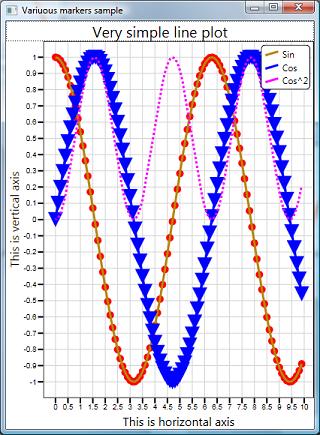 Variuous markers sample
Very simple line plot
Sin
Cos
Cos^2
This is vertical axis
1
0.9
0.8
0.7
0.6
0.5
0.4
0.3
0.2
0.1
0
-0.1
-0.2
-0.3
-0.4
-0.5
-0.6
-0.7
-0.8
-0.9
-1
0 0.5 1 1.5 2 2.5 3 3.5 4 4.5 5 5.5 6 6.5 7 7.5 8 8.5 9 9.5 10
This is horizontal axis